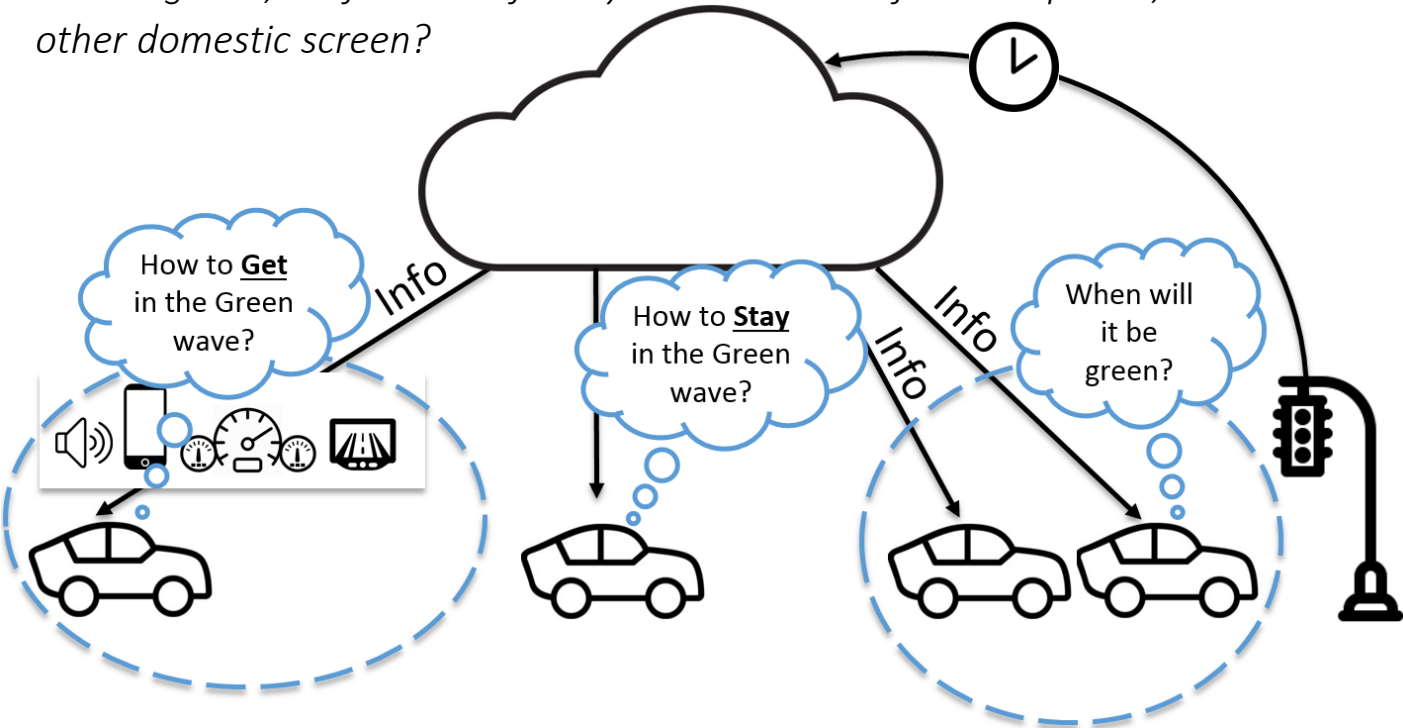 other domestic screen?
How to Get
in the Green
wave?
Info
How to Stay
in the Green
wave?
Info
Info
When will
it be
green?